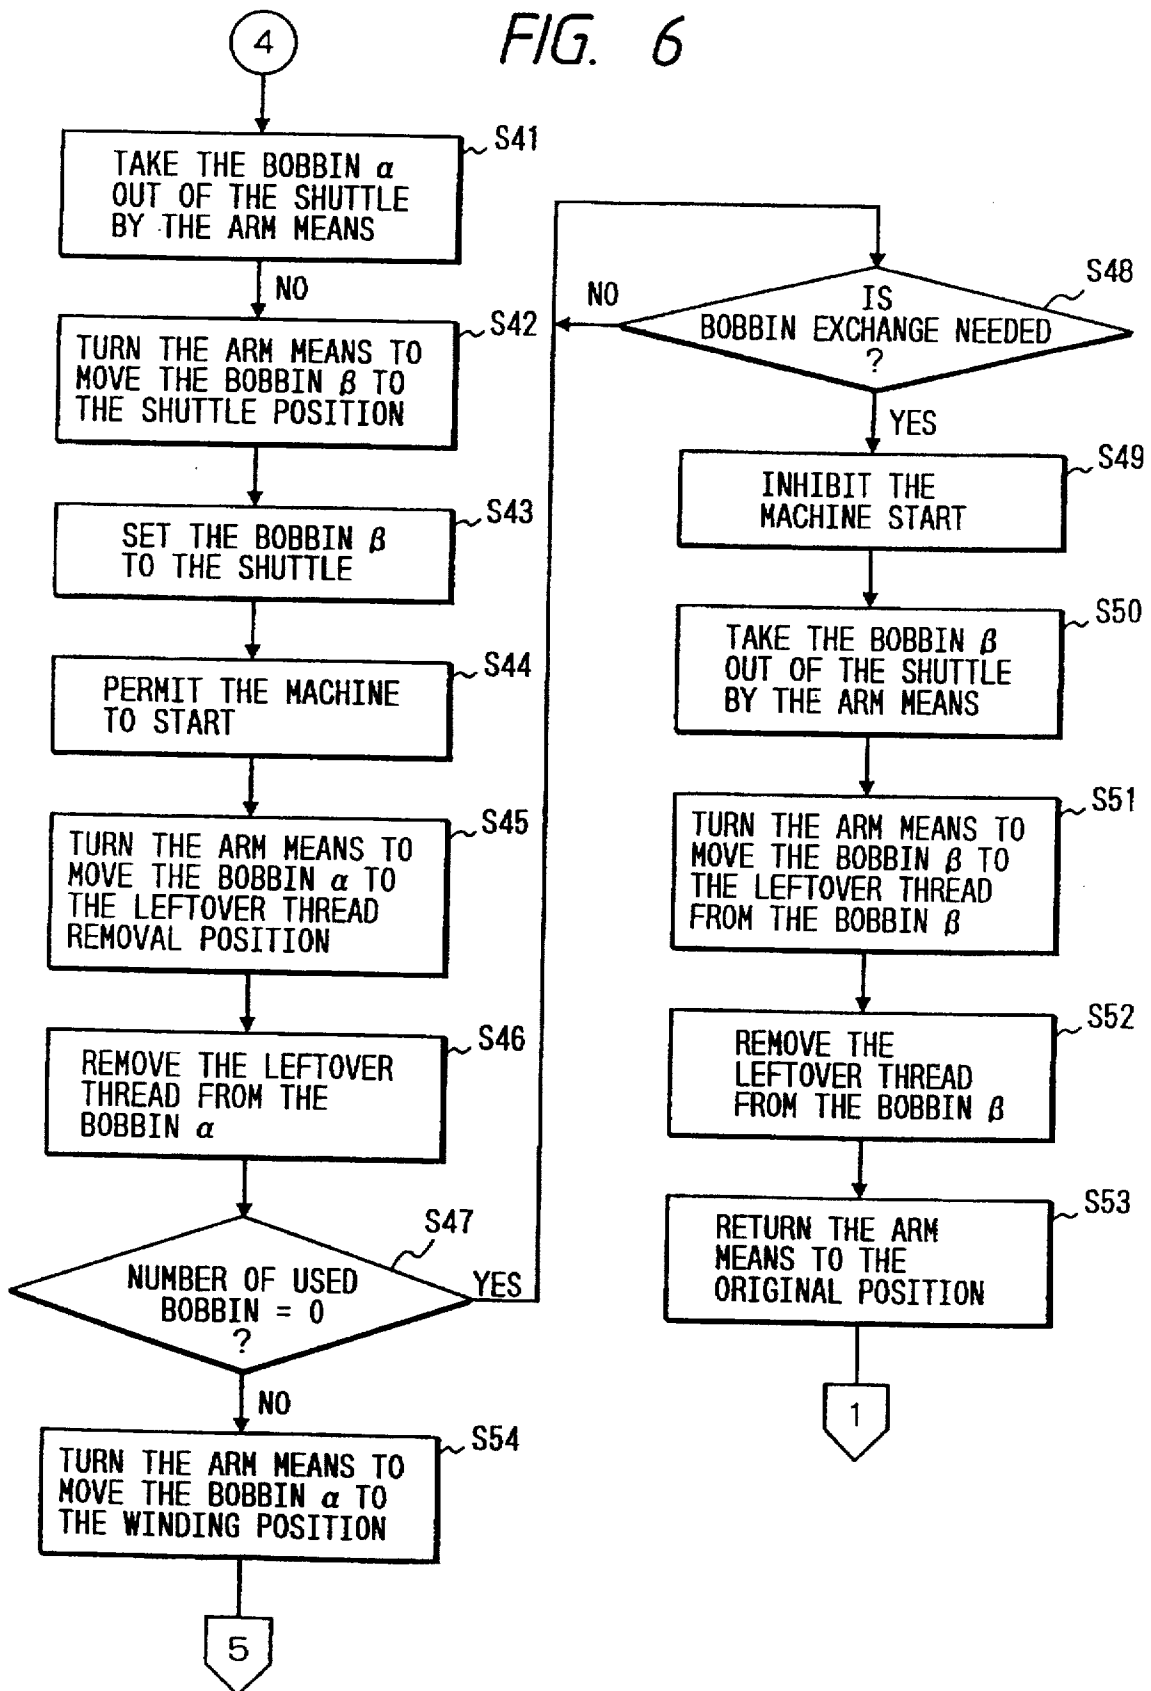 FIG. 6
4
S41
TAKE THE BOBBIN α
OUT OF THE SHUTTLE
BY THE ARM MEANS
NO
S42
TURN THE ARM MEANS TO
MOVE THE BOBBIN β TO
THE SHUTTLE POSITION
S43
SET THE BOBBIN β
TO THE SHUTTLE
S44
PERMIT THE MACHINE
TO START
S45
TURN THE ARM MEANS TO
MOVE THE BOBBIN α TO
THE LEFTOVER THREAD
REMOVAL POSITION
S46
REMOVE THE LEFTOVER
THREAD FROM THE
BOBBIN α
S47
NUMBER OF USED
BOBBIN = 0
?
YES
NO
S54
TURN THE ARM MEANS TO
MOVE THE BOBBIN α TO
THE WINDING POSITION
5
S48
IS
BOBBIN EXCHANGE NEEDED
?
NO
YES
S49
INHIBIT THE
MACHINE START
S50
TAKE THE BOBBIN β
OUT OF THE SHUTTLE
BY THE ARM MEANS
S51
TURN THE ARM MEANS TO
MOVE THE BOBBIN β TO
THE LEFTOVER THREAD
FROM THE BOBBIN β
S52
REMOVE THE
LEFTOVER THREAD
FROM THE BOBBIN β
S53
RETURN THE ARM
MEANS TO THE
ORIGINAL POSITION
1